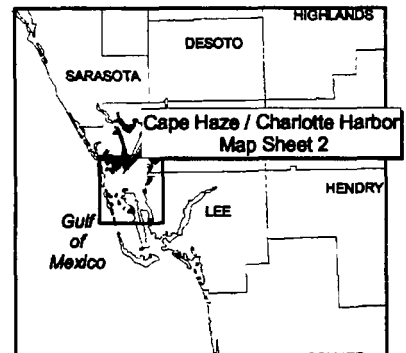 HIGHLANDS
DESOTO
SARASOTA
Cape Haze / Charlotte Harbor
Map Sheet 2
HENDRY
LEE
Gulf
of
Mexico